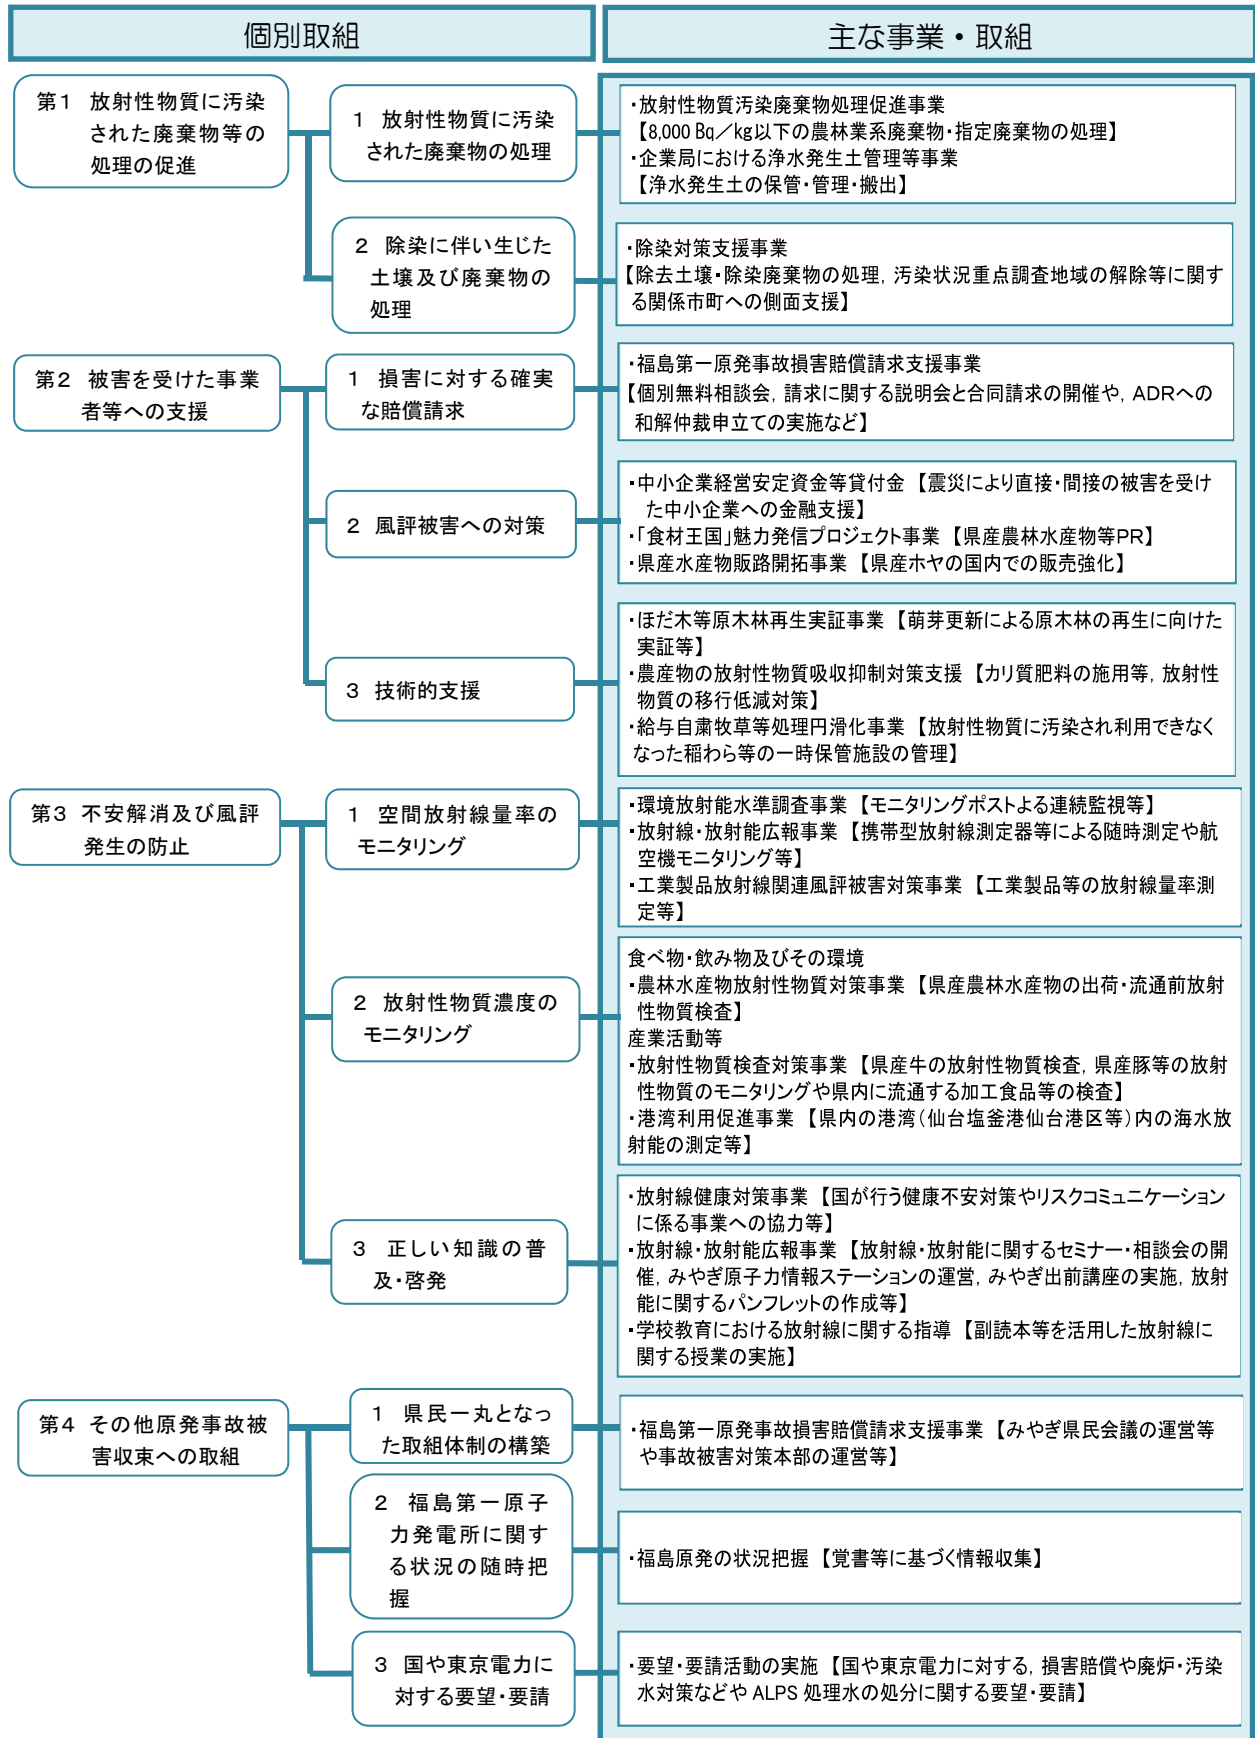 個別取組
主な事業・取組
第1 放射性物質に汚染
された廃棄物等の
処理の促進
1 放射性物質に汚染
された廃棄物の処理
・放射性物質汚染廃棄物処理促進事業
【8,000 Bq／kg以下の農林業系廃棄物・指定廃棄物の処理】
・企業局における浄水発生土管理等事業
【浄水発生土の保管・管理・搬出】
2 除染に伴い生じた
土壌及び廃棄物の
処理
・除染対策支援事業
【除去土壌・除染廃棄物の処理，汚染状況重点調査地域の解除等に関す
る関係市町への側面支援】
第2 被害を受けた事業
者等への支援
1 損害に対する確実
な賠償請求
・福島第一原発事故損害賠償請求支援事業
【個別無料相談会，請求に関する説明会と合同請求の開催や，ADRへの
和解仲裁申立ての実施など】
2 風評被害への対策
・中小企業経営安定資金等貸付金 【震災により直接・間接の被害を受け
た中小企業への金融支援】
・「食材王国」魅力発信プロジェクト事業 【県産農林水産物等PR】
・県産水産物販路開拓事業 【県産ホヤの国内での販売強化】
3 技術的支援
・ほだ木等原木林再生実証事業 【萌芽更新による原木林の再生に向けた
実証等】
・農産物の放射性物質吸収抑制対策支援 【カリ質肥料の施用等，放射性
物質の移行低減対策】
・給与自粛牧草等処理円滑化事業 【放射性物質に汚染され利用できなく
なった稲わら等の一時保管施設の管理】
第3 不安解消及び風評
発生の防止
1 空間放射線量率の
モニタリング
・環境放射能水準調査事業 【モニタリングポストよる連続監視等】
・放射線・放射能広報事業 【携帯型放射線測定器等による随時測定や航
空機モニタリング等】
・工業製品放射線関連風評被害対策事業 【工業製品等の放射線量率測
定等】
2 放射性物質濃度の
モニタリング
食べ物・飲み物及びその環境
・農林水産物放射性物質対策事業 【県産農林水産物の出荷・流通前放射
性物質検査】
産業活動等
・放射性物質検査対策事業 【県産牛の放射性物質検査，県産豚等の放射
性物質のモニタリングや県内に流通する加工食品等の検査】
・港湾利用促進事業 【県内の港湾（仙台塩釜港仙台港区等）内の海水放
射能の測定等】
3 正しい知識の普
及・啓発
・放射線健康対策事業 【国が行う健康不安対策やリスクコミュニケーション
に係る事業への協力等】
・放射線・放射能広報事業 【放射線・放射能に関するセミナー・相談会の開
催，みやぎ原子力情報ステーションの運営，みやぎ出前講座の実施，放射
能に関するパンフレットの作成等】
・学校教育における放射線に関する指導 【副読本等を活用した放射線に
関する授業の実施】
第4 その他原発事故被
害収束への取組
1 県民一丸となっ
た取組体制の構築
・福島第一原発事故損害賠償請求支援事業 【みやぎ県民会議の運営等
や事故被害対策本部の運営等】
2 福島第一原子
力発電所に関す
る状況の随時把
握
・福島原発の状況把握 【覚書等に基づく情報収集】
3 国や東京電力に
対する要望・要請
・要望・要請活動の実施 【国や東京電力に対する，損害賠償や廃炉・汚染
水対策などや ALPS 処理水の処分に関する要望・要請】